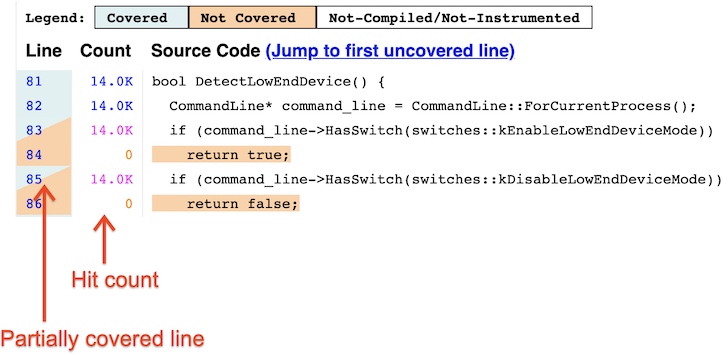 Legend: Covered Not Covered Not-Compiled/Not-Instrumented
Line Count Source Code (Jump to first uncovered line)
81 14.0K bool DetectLowEndDevice() {
82 14.0K CommandLine* command_line = CommandLine::ForCurrentProcess();
83 14.0K if (command_line->HasSwitch(switches::kEnableLowEndDeviceMode))
84 0 return true;
85 14.0K if (command_line->HasSwitch(switches::kDisableLowEndDeviceMode))
86 0 return false;
Hit count
Partially covered line